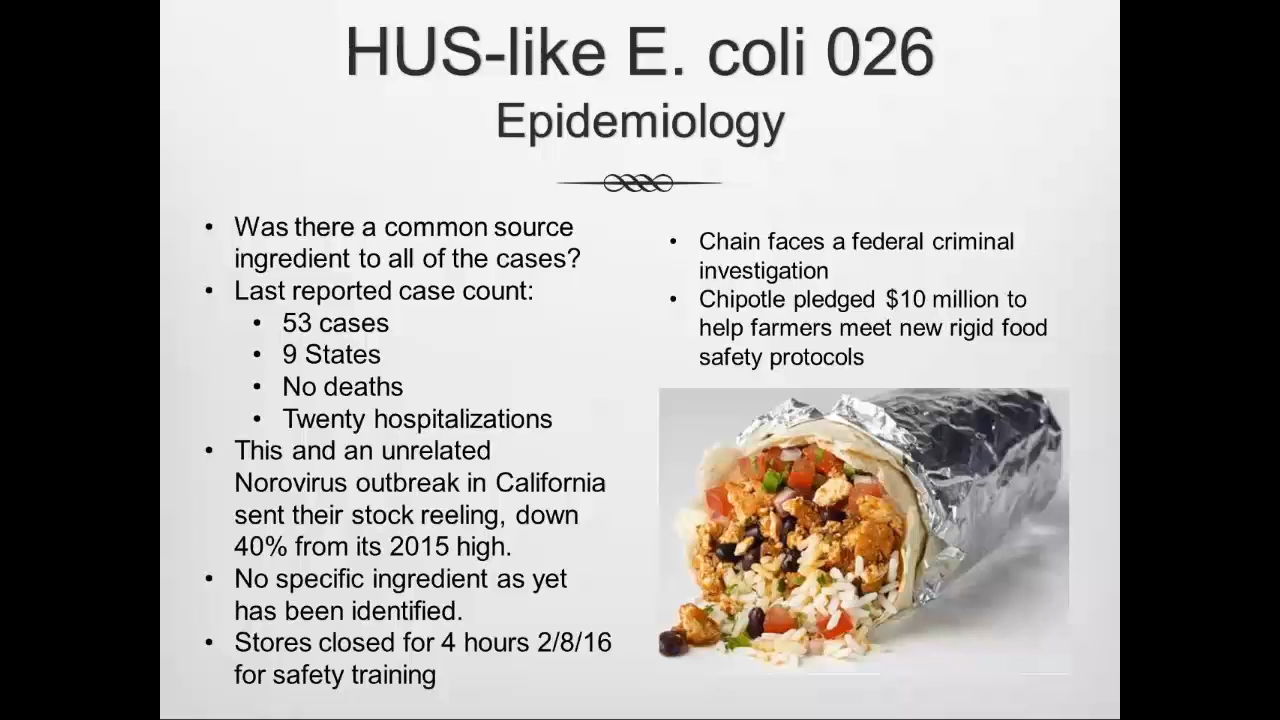 HUS-like E. coli 026
Epidemiology
• Was there a common source
ingredient to all of the cases?
• Last reported case count:
• 53 cases
• 9 States
• No deaths
• Twenty hospitalizations
• This and an unrelated
Norovirus outbreak in California
sent their stock reeling, down
40% from its 2015 high.
• No specific ingredient as yet
has been identified.
• Stores closed for 4 hours 2/8/16
for safety training
• Chain faces a federal criminal
investigation
• Chipotle pledged $10 million to
help farmers meet new rigid food
safety protocols